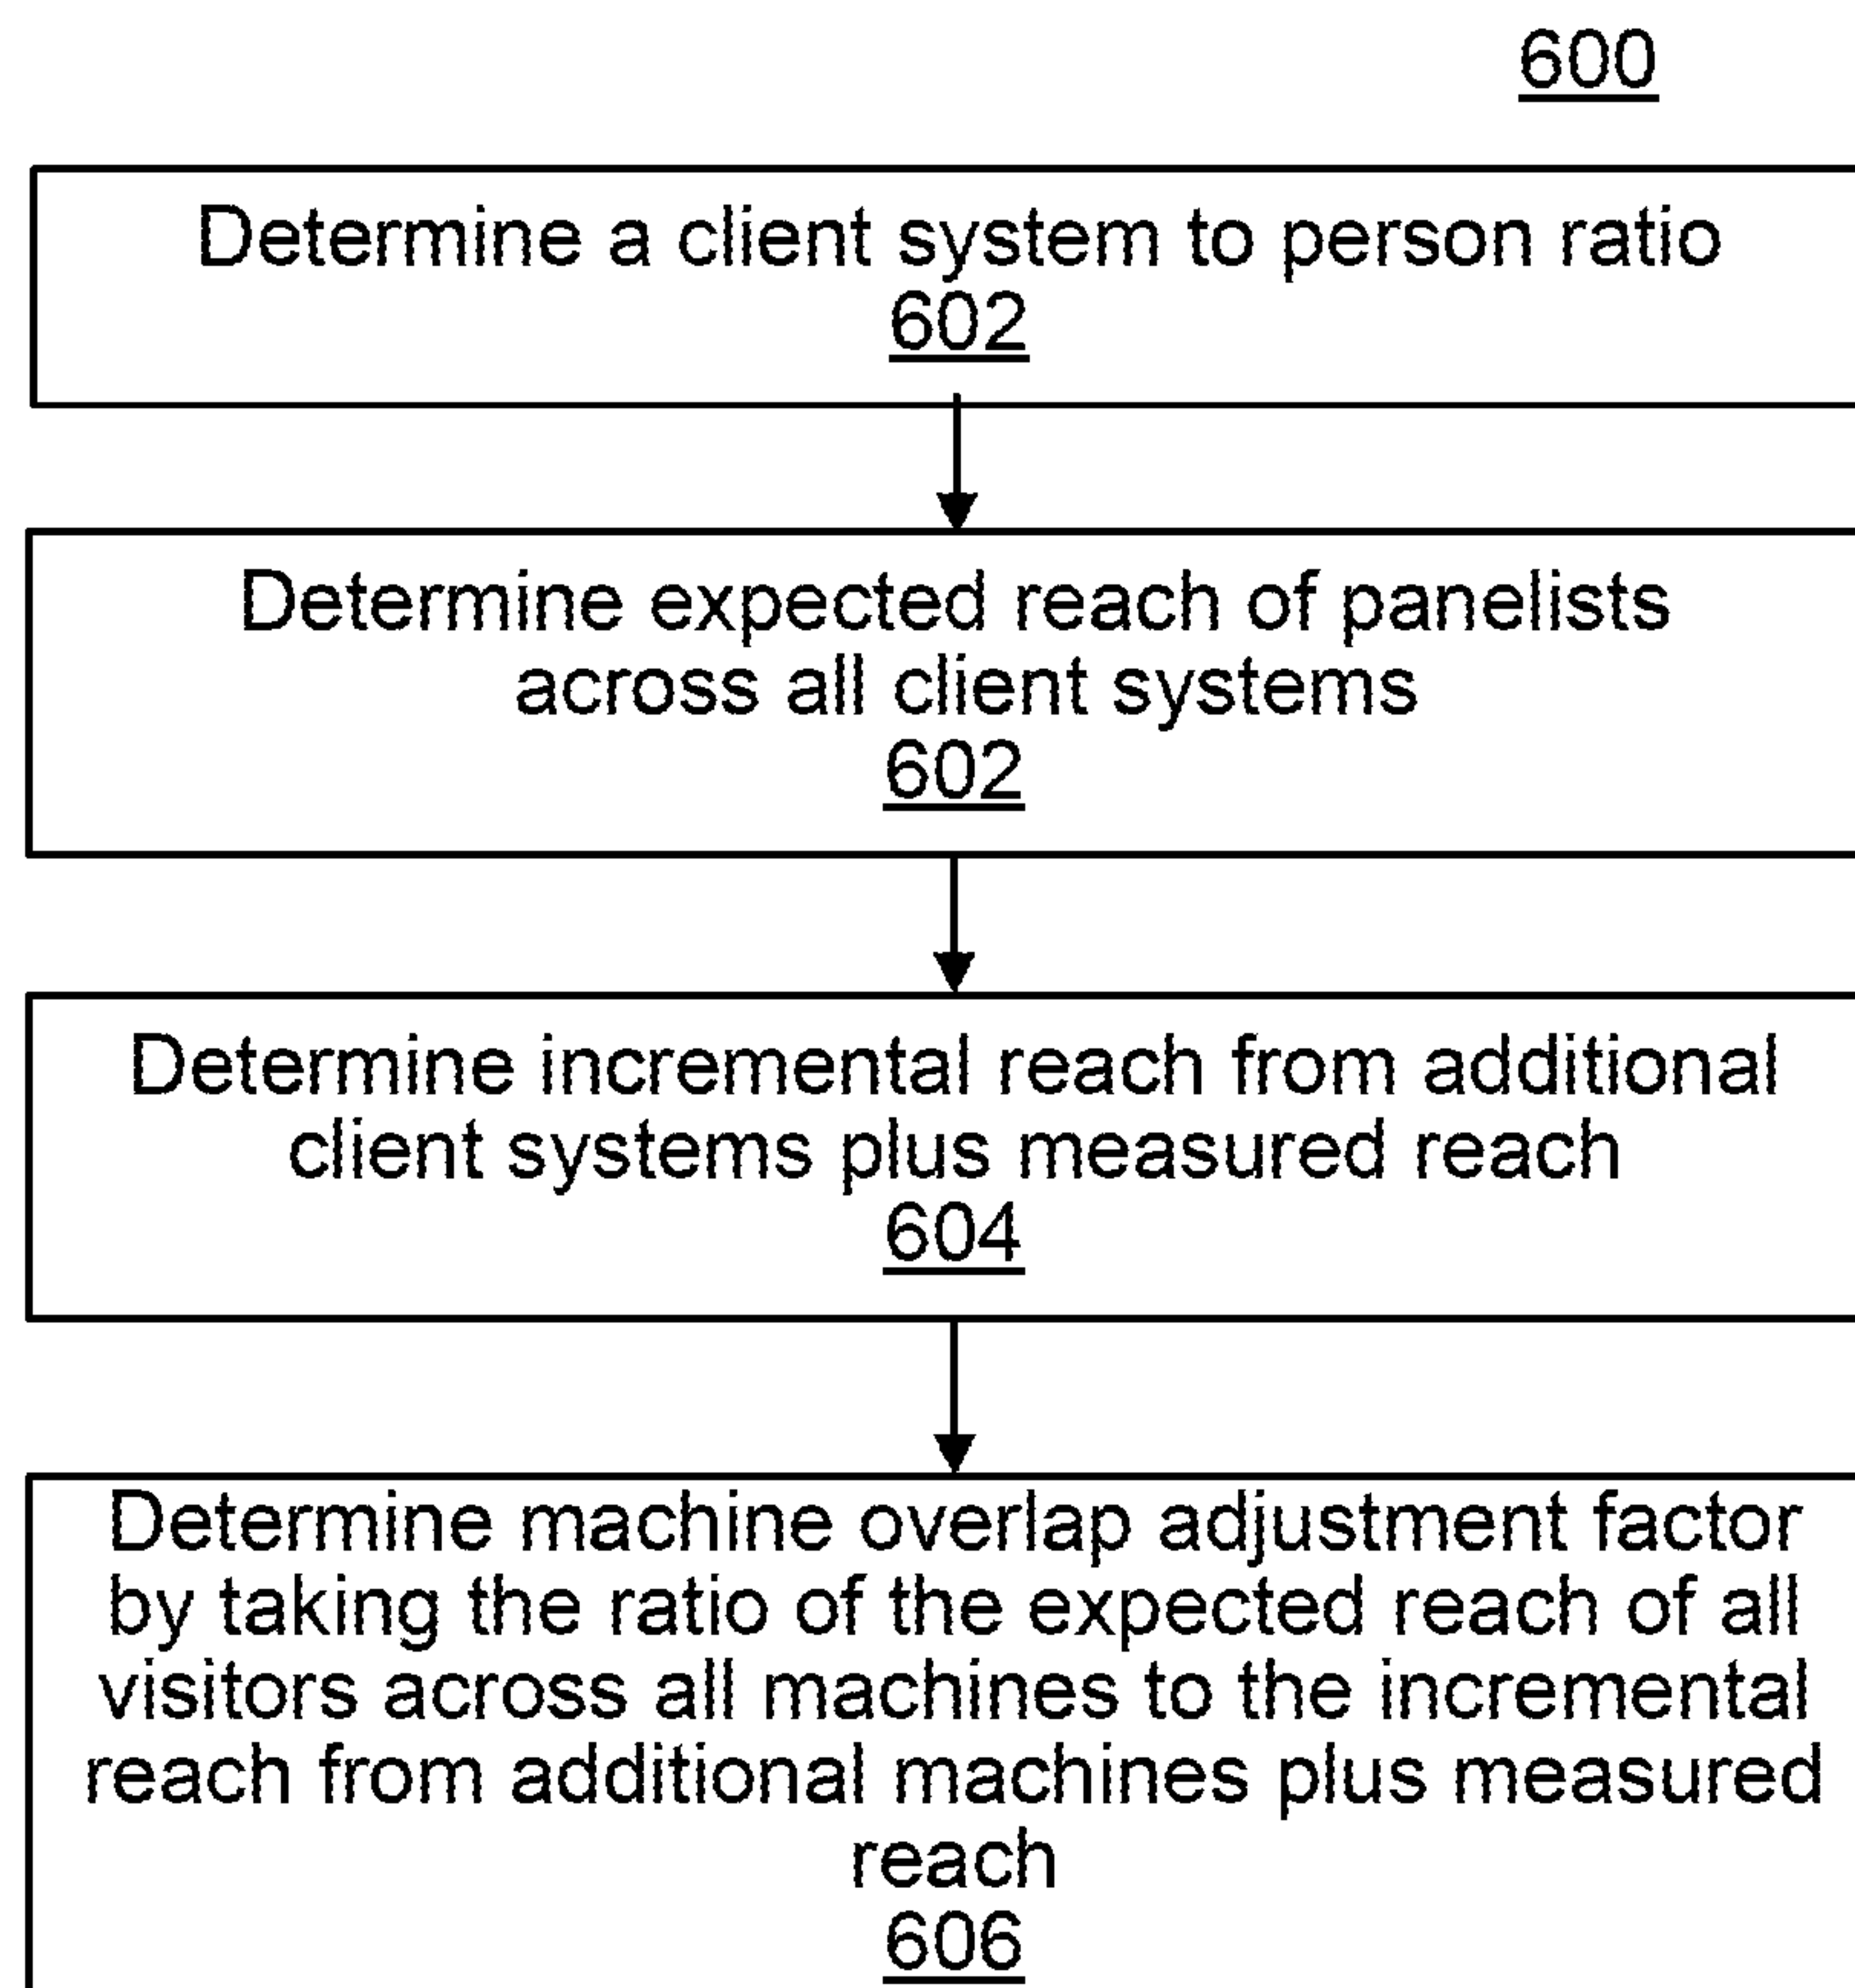 600
Determine a client system to person ratio
602
Determine expected reach of panelists
across all client systems
602
Determine incremental reach from additional
client systems plus measured reach
604
Determine machine overlap adjustment factor
by taking the ratio of the expected reach of all
visitors across all machines to the incremental
reach from additional machines plus measured
reach
606